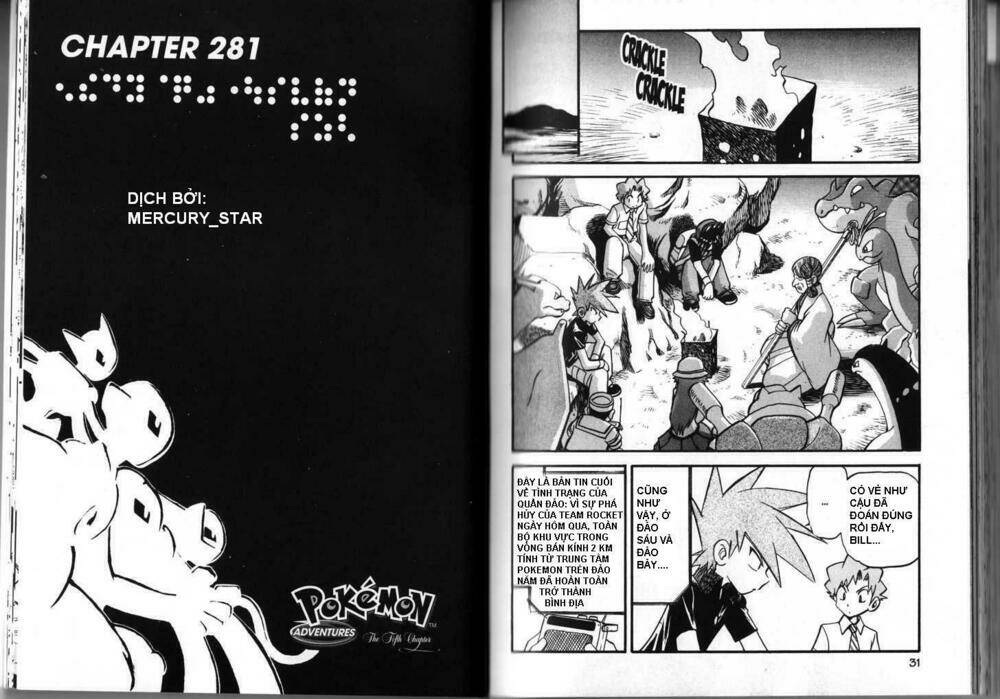 CHAPTER 281
DỊCH BỞI:
MERCURY_STAR
POKéMON
ADVENTURES The Fifth Chapter
TM
CRACKLE
CRACKLE
ĐÂY LÀ BẢN TIN CUỐI
VỀ TÌNH TRẠNG CỦA
QUẦN ĐẢO: VÌ SỰ PHÁ
HỦY CỦA TEAM ROCKET
NGÀY HÔM QUA, TOÀN
BỘ KHU VỰC TRONG
VÒNG BÁN KÍNH 2 KM
TÍNH TỪ TRUNG TÂM
POKEMON TRÊN ĐẢO
NĂM ĐÃ HOÀN TOÀN
TRỞ THÀNH
BÌNH ĐỊA
CŨNG
NHƯ
VẬY, Ở
ĐẢO
SÁU VÀ
ĐẢO
BẢY....
...
CÓ VẺ NHƯ
CẬU ĐÃ
ĐOÁN ĐÚNG
RỒI ĐẤY,
BILL....
31